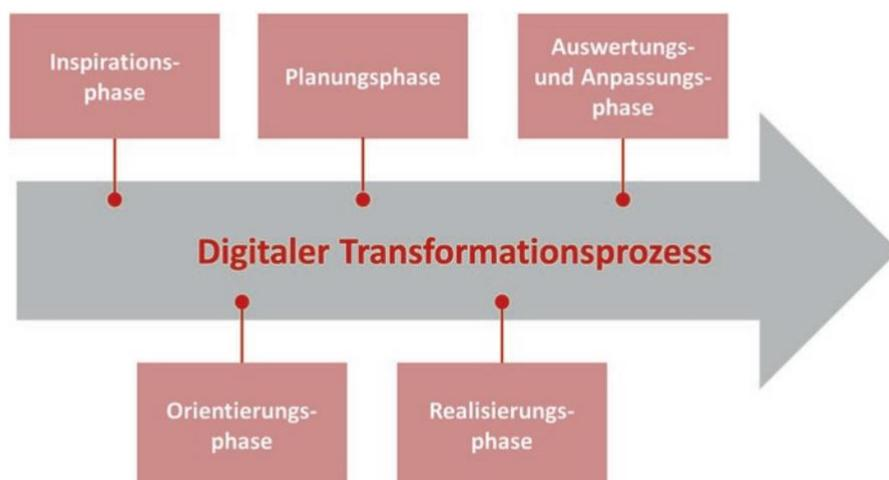 Inspirations-
phase
Planungsphase
Auswertungs-
und Anpassungs-
phase
Digitaler Transformationsprozess
Orientierungs-
phase
Realisierungs-
phase